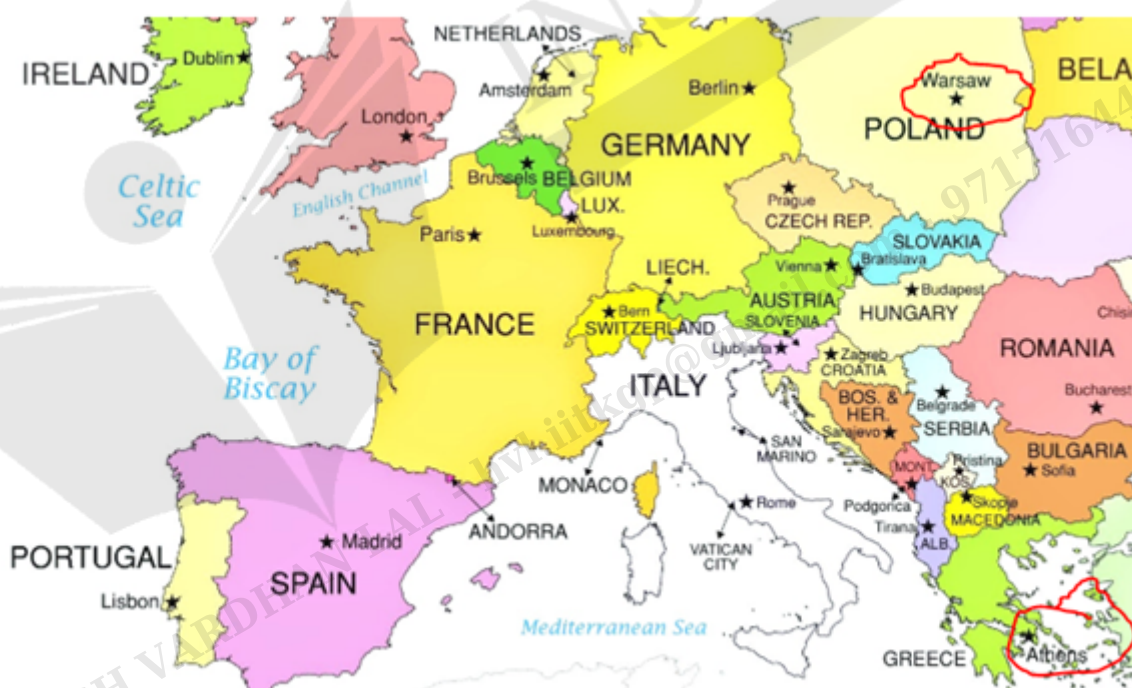 NETHERLANDS
Dublin
IRELAND
Amsterdam
London
Berlin
Warsaw
BELA
POLAND
GERMANY
Celtic
Sea
English Channel
Brussels BELGIUM
LUX.
Luxembourg
Prague
CZECH REP.
Paris
SLOVAKIA
Bratislava
Vienna
LIECH.
AUSTRIA
Budapest
HUNGARY
Bern
SWITZERLAND
SLOVENIA
Ljubljana
FRANCE
Chisi
Zagreb
CROATIA
ROMANIA
Bay of
Biscay
ITALY
BOS. &
HER.
Sarajevo
Belgrade
SERBIA
Bucharest
SAN
MARINO
BULGARIA
Sofia
MONT.
Pristina
KOS.
MONACO
Podgorica
Skopje
MACEDONIA
Rome
Tirana
ALB.
ANDORRA
VATICAN
CITY
PORTUGAL
Madrid
SPAIN
Lisbon
Mediterranean Sea
GREECE
Athens